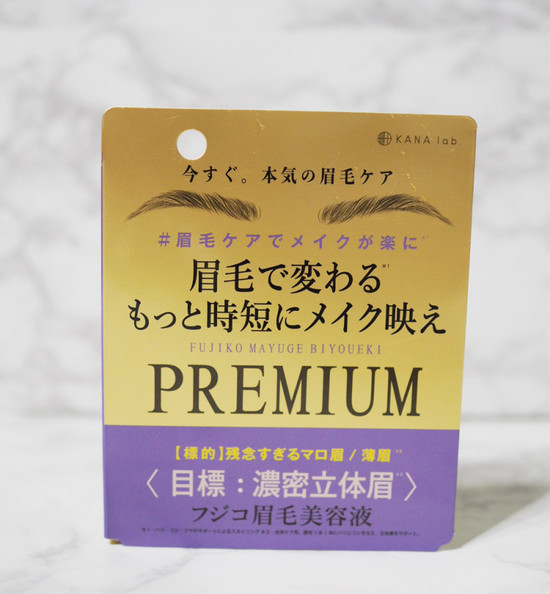 KANA lab.
今すぐ。本気の眉毛ケア
#眉毛ケアでメイクが楽に
眉毛で変わる
もっと時短にメイク映え
FUJIKO MAYUGE BIYOUEKI
PREMIUM
【標的】残念すぎるマロ眉 / 薄眉
〈 目標：濃密立体眉 〉
フジコ眉毛美容液